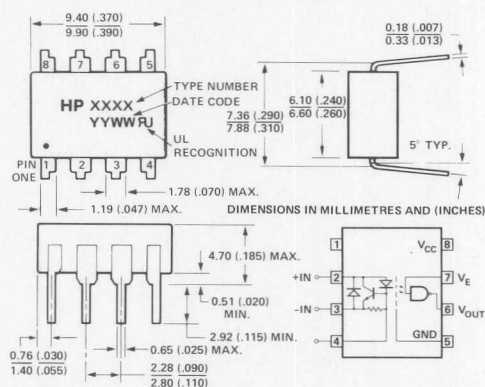 9.40 (.370)
9.90 (.390)
0.18 (.007)
0.33 (.013)
8 7 6 5
HP XXXX
YYWW RU
TYPE NUMBER
DATE CODE
UL
RECOGNITION
7.36 (.290)
7.88 (.310)
6.10 (.240)
6.60 (.260)
5° TYP.
PIN
ONE
1 2 3 4
1.78 (.070) MAX.
1.19 (.047) MAX.
DIMENSIONS IN MILLIMETRES AND (INCHES)
4.70 (.185) MAX.
0.51 (.020)
MIN.
2.92 (.115) MIN.
0.76 (.030)
1.40 (.055)
0.65 (.025) MAX.
2.28 (.090)
2.80 (.110)
1 VCC 8
+IN 2 7 VE
-IN 3 6 VOUT
4 GND 5